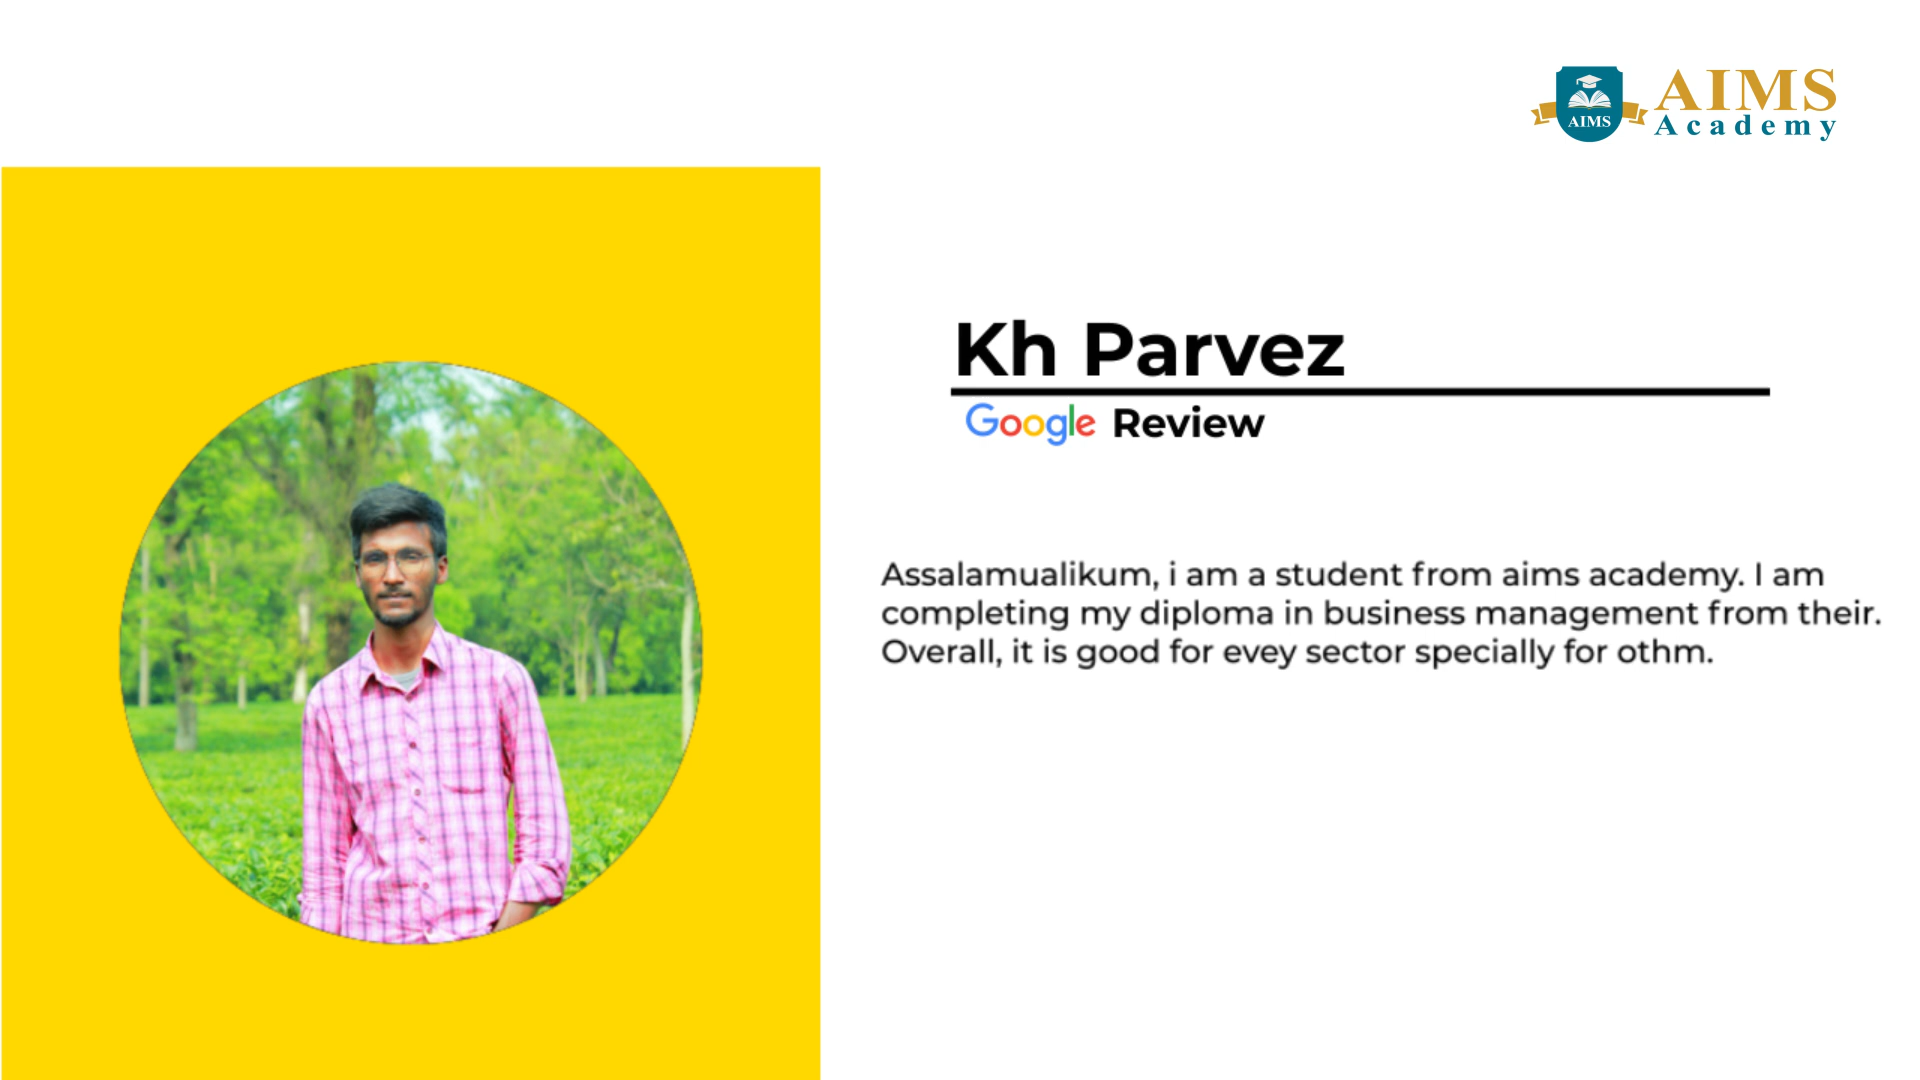 AIMS
AIMS
Academy
Kh Parvez
Google Review
Assalamualikum, i am a student from aims academy. I am
completing my diploma in business management from their.
Overall, it is good for evey sector specially for othm.